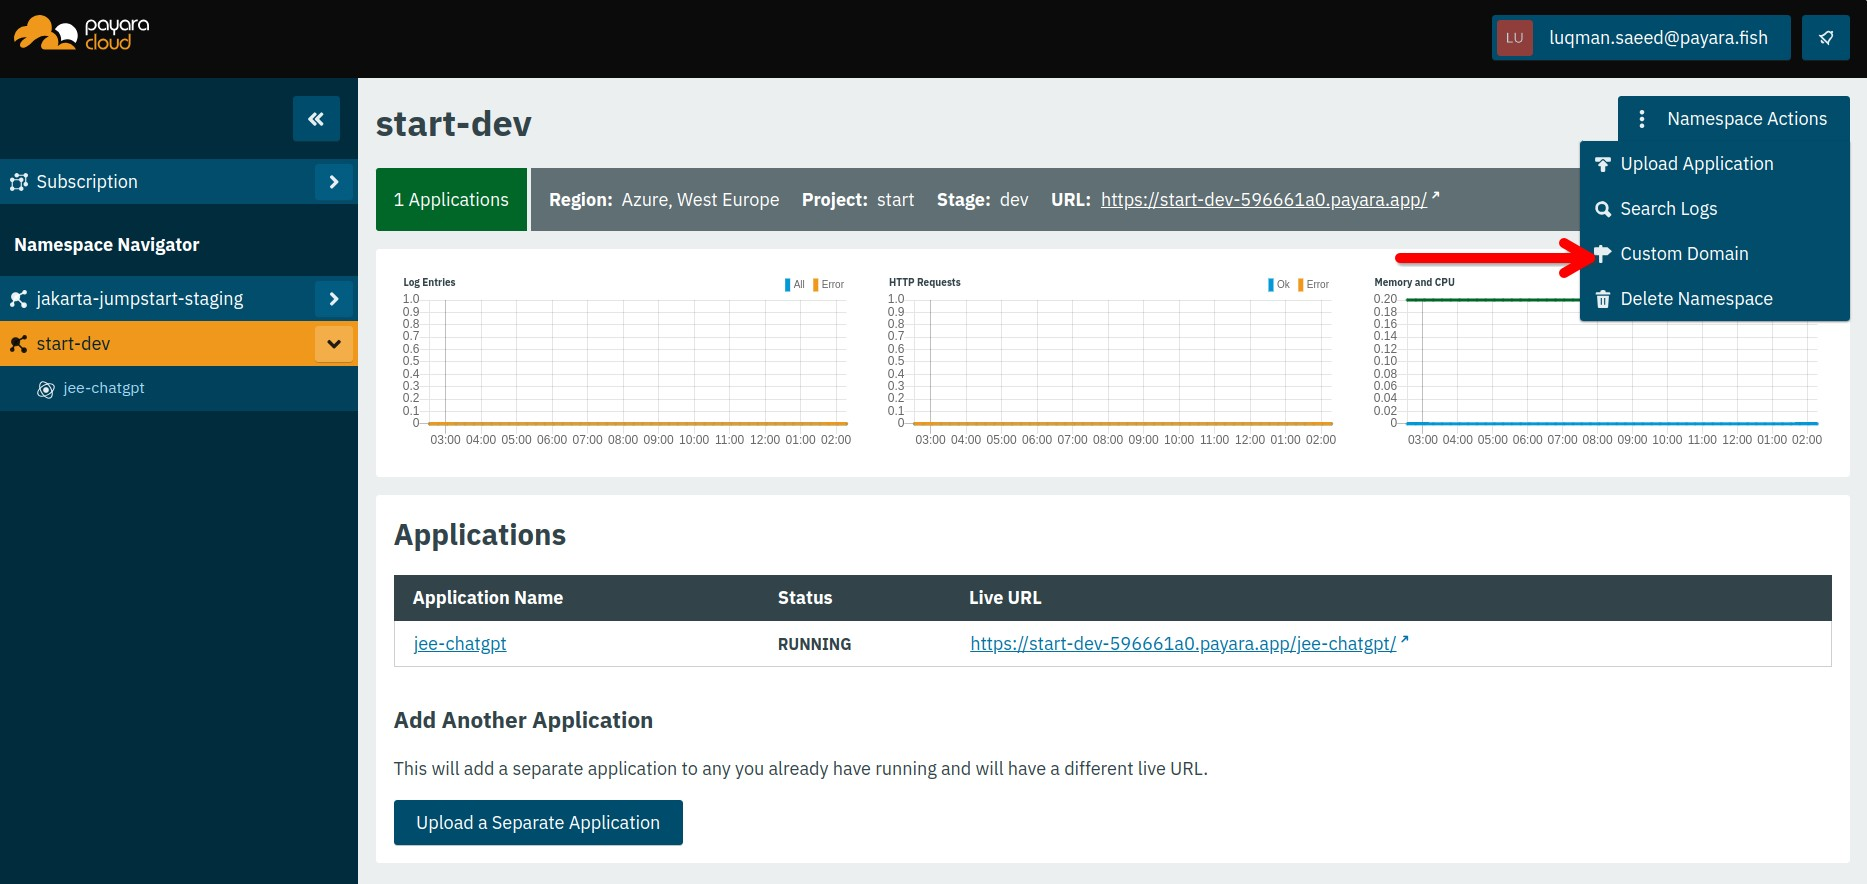 payara
cloud
LU luqman.saeed@payara.fish
Subscription
Namespace Navigator
jakarta-jumpstart-staging
start-dev
jee-chatgpt
start-dev
Namespace Actions
Upload Application
Search Logs
Custom Domain
Delete Namespace
1 Applications Region: Azure, West Europe Project: start Stage: dev URL: https://start-dev-596661a0.payara.app/
Log Entries
All Error
1.0
0.9
0.8
0.7
0.6
0.5
0.4
0.3
0.2
0.1
0
03:00 04:00 05:00 06:00 07:00 08:00 09:00 10:00 11:00 12:00 01:00 02:00
HTTP Requests
Ok Error
1.0
0.9
0.8
0.7
0.6
0.5
0.4
0.3
0.2
0.1
0
03:00 04:00 05:00 06:00 07:00 08:00 09:00 10:00 11:00 12:00 01:00 02:00
Memory and CPU
0.20
0.18
0.16
0.14
0.12
0.10
0.08
0.06
0.04
0.02
0
03:00 04:00 05:00 06:00 07:00 08:00 09:00 10:00 11:00 12:00 01:00 02:00
Applications
Application Name Status Live URL
jee-chatgpt RUNNING https://start-dev-596661a0.payara.app/jee-chatgpt/
Add Another Application
This will add a separate application to any you already have running and will have a different live URL.
Upload a Separate Application